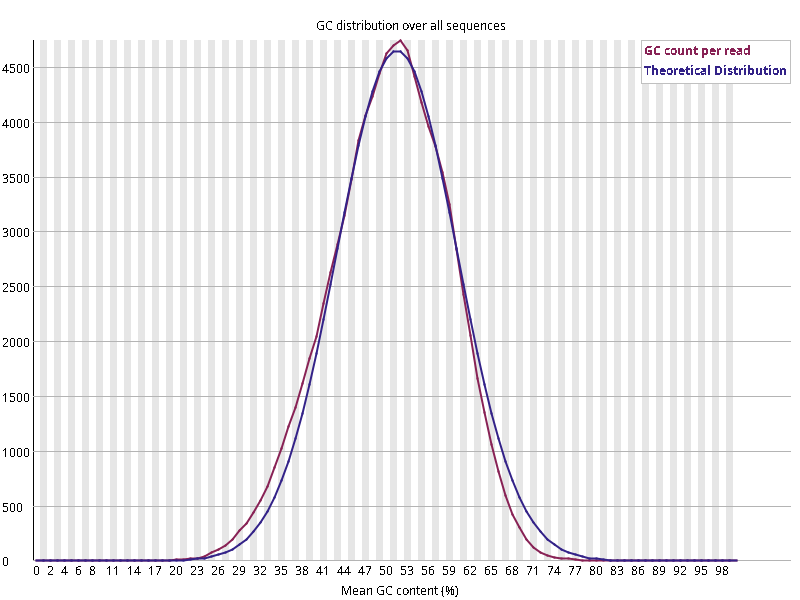 GC distribution over all sequences
GC count per read
Theoretical Distribution
4500
4000
3500
3000
2500
2000
1500
1000
500
0
0 2 4 6 8 11 14 17 20 23 26 29 32 35 38 41 44 47 50 53 56 59 62 65 68 71 74 77 80 83 86 89 92 95 98
Mean GC content (%)